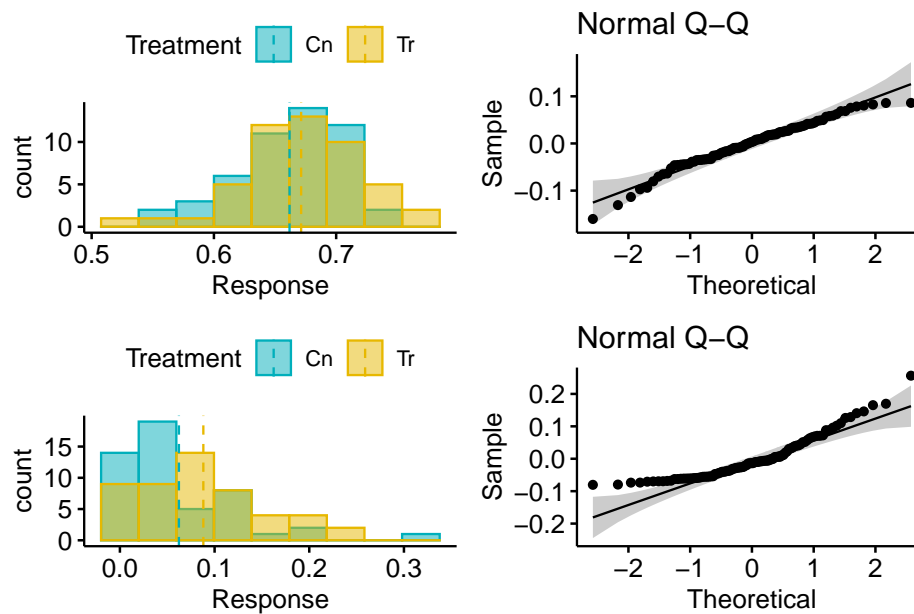 Treatment Cn Tr
count
10
5
0
0.5 0.6 0.7
Response
Normal Q−Q
Sample
0.1
0.0
−0.1
−2 −1 0 1 2
Theoretical
Treatment Cn Tr
count
15
10
5
0
0.0 0.1 0.2 0.3
Response
Normal Q−Q
Sample
0.2
0.1
0.0
−0.1
−0.2
−2 −1 0 1 2
Theoretical